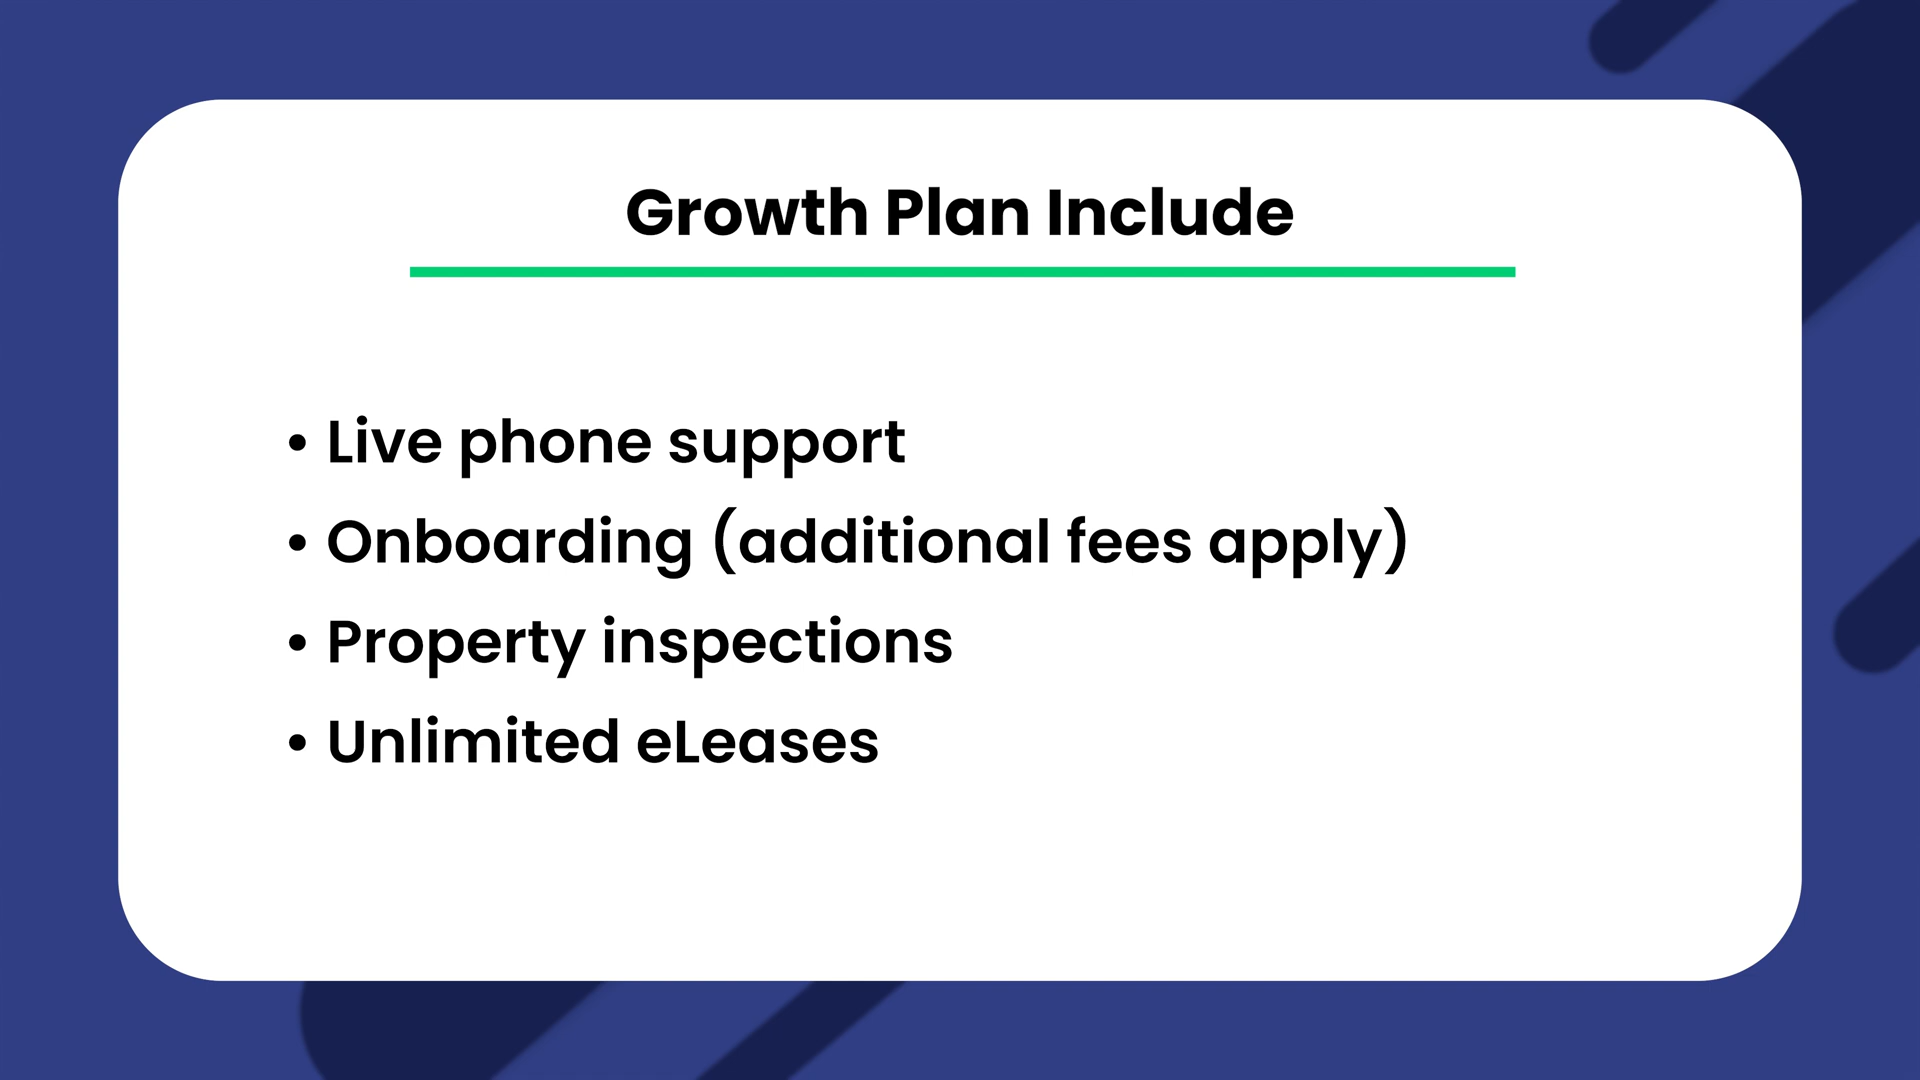 Growth Plan Include
• Live phone support
• Onboarding (additional fees apply)
• Property inspections
• Unlimited eLeases